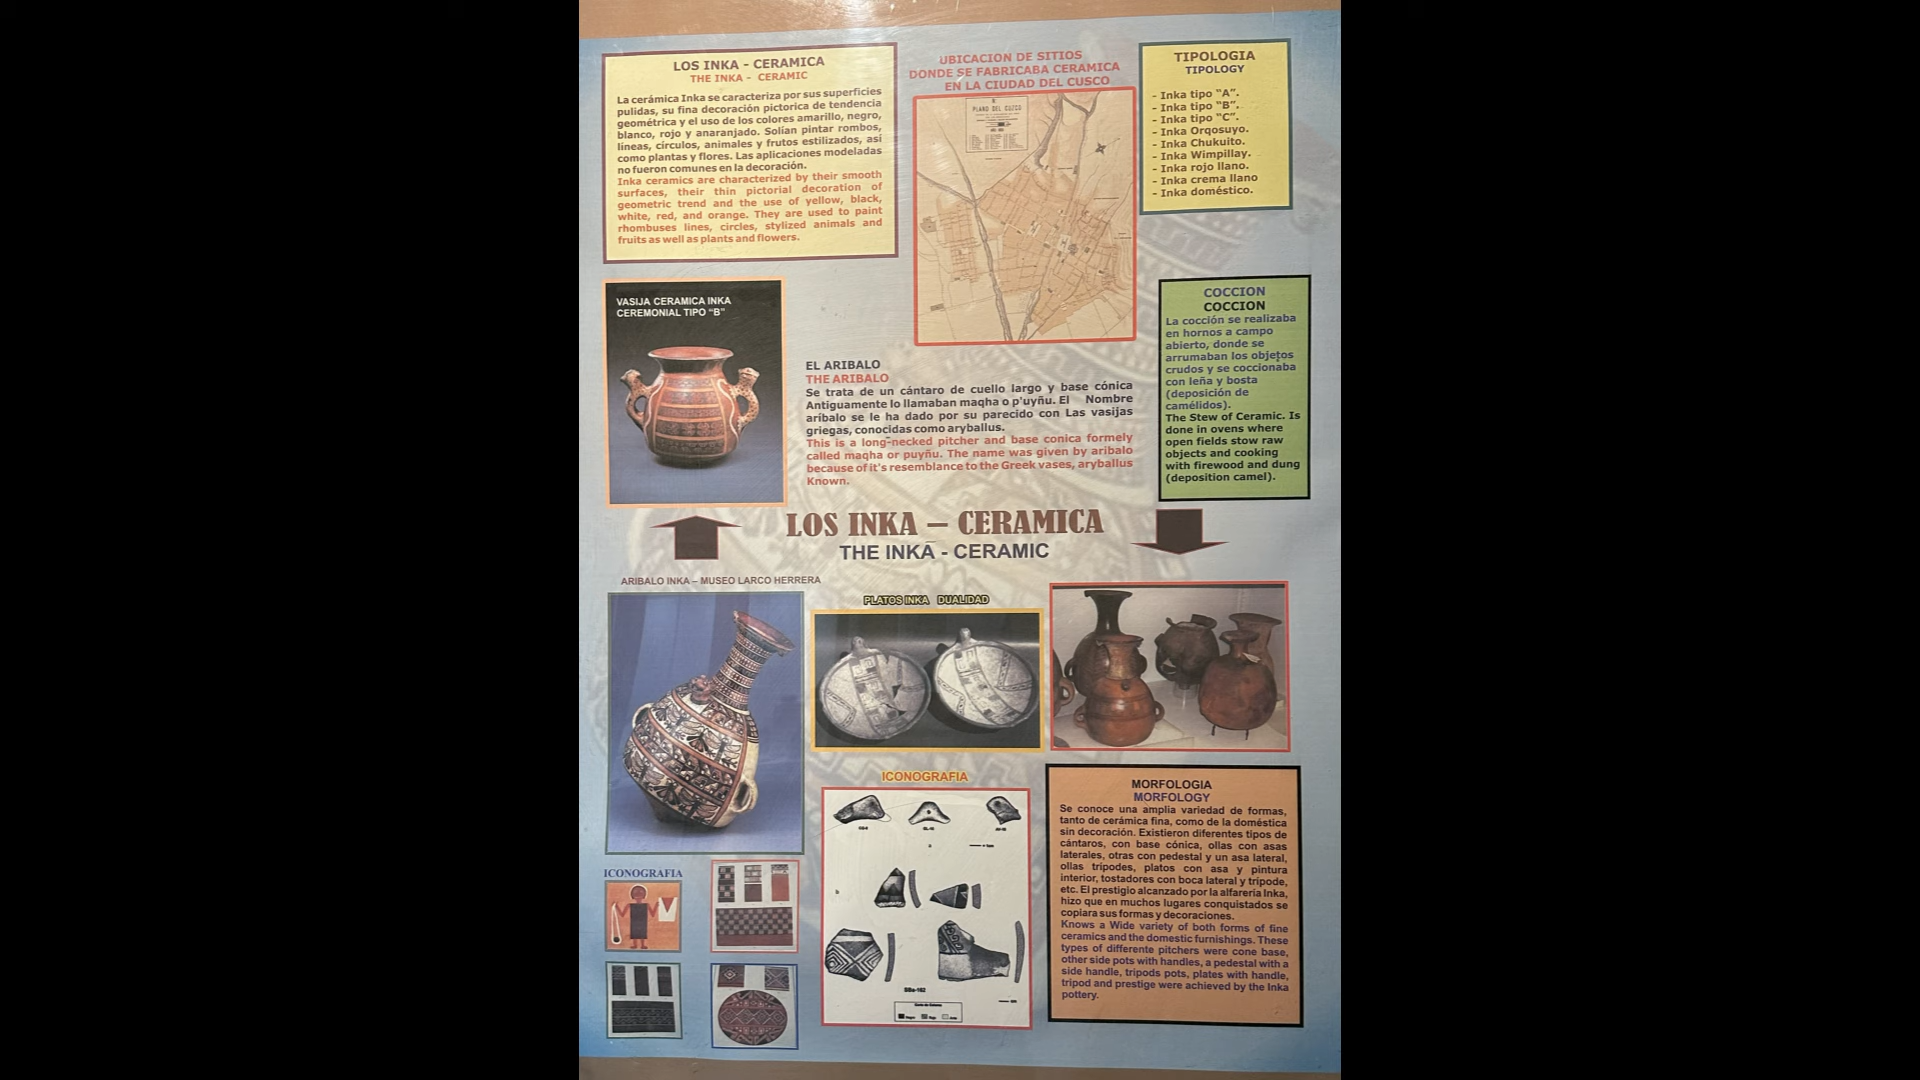 LOS INKA - CERAMICA
THE INKA - CERAMIC
La cerámica Inka se caracteriza por sus superficies
pulidas, su fina decoración pictorica de tendencia
geométrica y el uso de los colores amarillo, negro,
blanco, rojo y anaranjado. Solían pintar rombos,
líneas, círculos, animales y frutos estilizados, así
como plantas y flores. Las aplicaciones modeladas
no fueron comunes en la decoración.
Inka ceramics are characterized by their smooth
surfaces, their thin pictorial decoration of
geometric trend and the use of yellow, black,
white, red, and orange. They are used to paint
rhombuses lines, circles, stylized animals and
fruits as well as plants and flowers.
UBICACION DE SITIOS
DONDE SE FABRICABA CERAMICA
EN LA CIUDAD DEL CUSCO
PLANO DEL CUZCO
TIPOLOGIA
TIPOLOGY
- Inka tipo "A".
- Inka tipo "B".
- Inka tipo "C".
- Inka Orqosuyo.
- Inka Chukuito.
- Inka Wimpillay.
- Inka rojo llano.
- Inka crema llano
- Inka doméstico.
VASIJA CERAMICA INKA
CEREMONIAL TIPO "B"
EL ARIBALO
THE ARIBALO
Se trata de un cántaro de cuello largo y base cónica
Antiguamente lo llamaban maqha o p'uyñu. El Nombre
aríbalo se le ha dado por su parecido con Las vasijas
griegas, conocidas como aryballus.
This is a long-necked pitcher and base conica formely
called maqha or puyñu. The name was given by aríbalo
because of it's resemblance to the Greek vases, aryballus
Known.
COCCION
COCCION
La cocción se realizaba
en hornos a campo
abierto, donde se
arrumaban los objetos
crudos y se coccionaba
con leña y bosta
(deposición de
camélidos).
The Stew of Ceramic. Is
done in ovens where
open fields stow raw
objects and cooking
with firewood and dung
(deposition camel).
LOS INKA – CERAMICA
THE INKA - CERAMIC
ARIBALO INKA – MUSEO LARCO HERRERA
PLATOS INKA DUALIDAD
ICONOGRAFIA
ICONOGRAFIA
MORFOLOGIA
MORFOLOGY
Se conoce una amplia variedad de formas,
tanto de cerámica fina, como de la doméstica
sin decoración. Existieron diferentes tipos de
cántaros, con base cónica, ollas con asas
laterales, otras con pedestal y un asa lateral,
ollas tripodes, platos con asa y pintura
interior, tostadores con boca lateral y tripode,
etc. El prestigio alcanzado por la alfarería Inka,
hizo que en muchos lugares conquistados se
copiara sus formas y decoraciones.
Knows a Wide variety of both forms of fine
ceramics and the domestic furnishings. These
types of differente pitchers were cone base,
other side pots with handles, a pedestal with a
side handle, tripods pots, plates with handle,
tripod and prestige were achieved by the Inka
pottery.